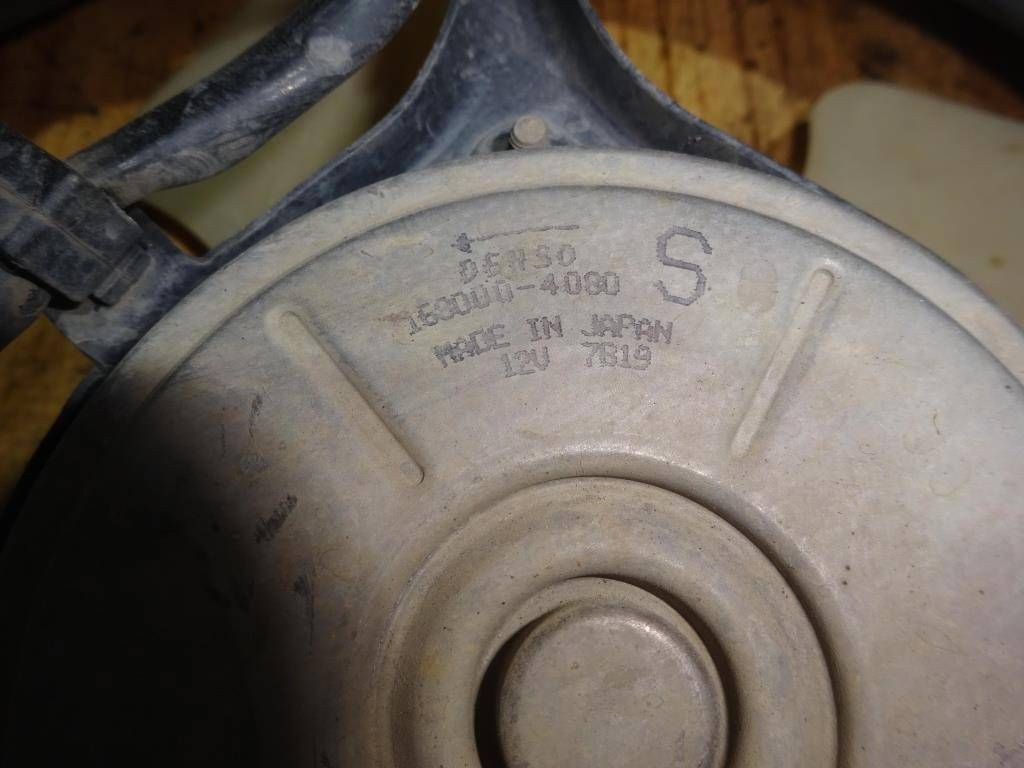 DENSO
S
168000-4080
MADE IN JAPAN
12V 7B19